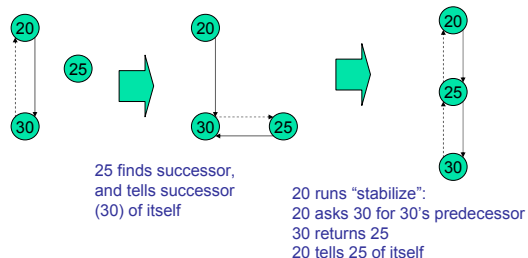 20
25
30
20
30
25
20
25
30
25 finds successor,
and tells successor
(30) of itself
20 runs “stabilize”:
20 asks 30 for 30’s predecessor
30 returns 25
20 tells 25 of itself